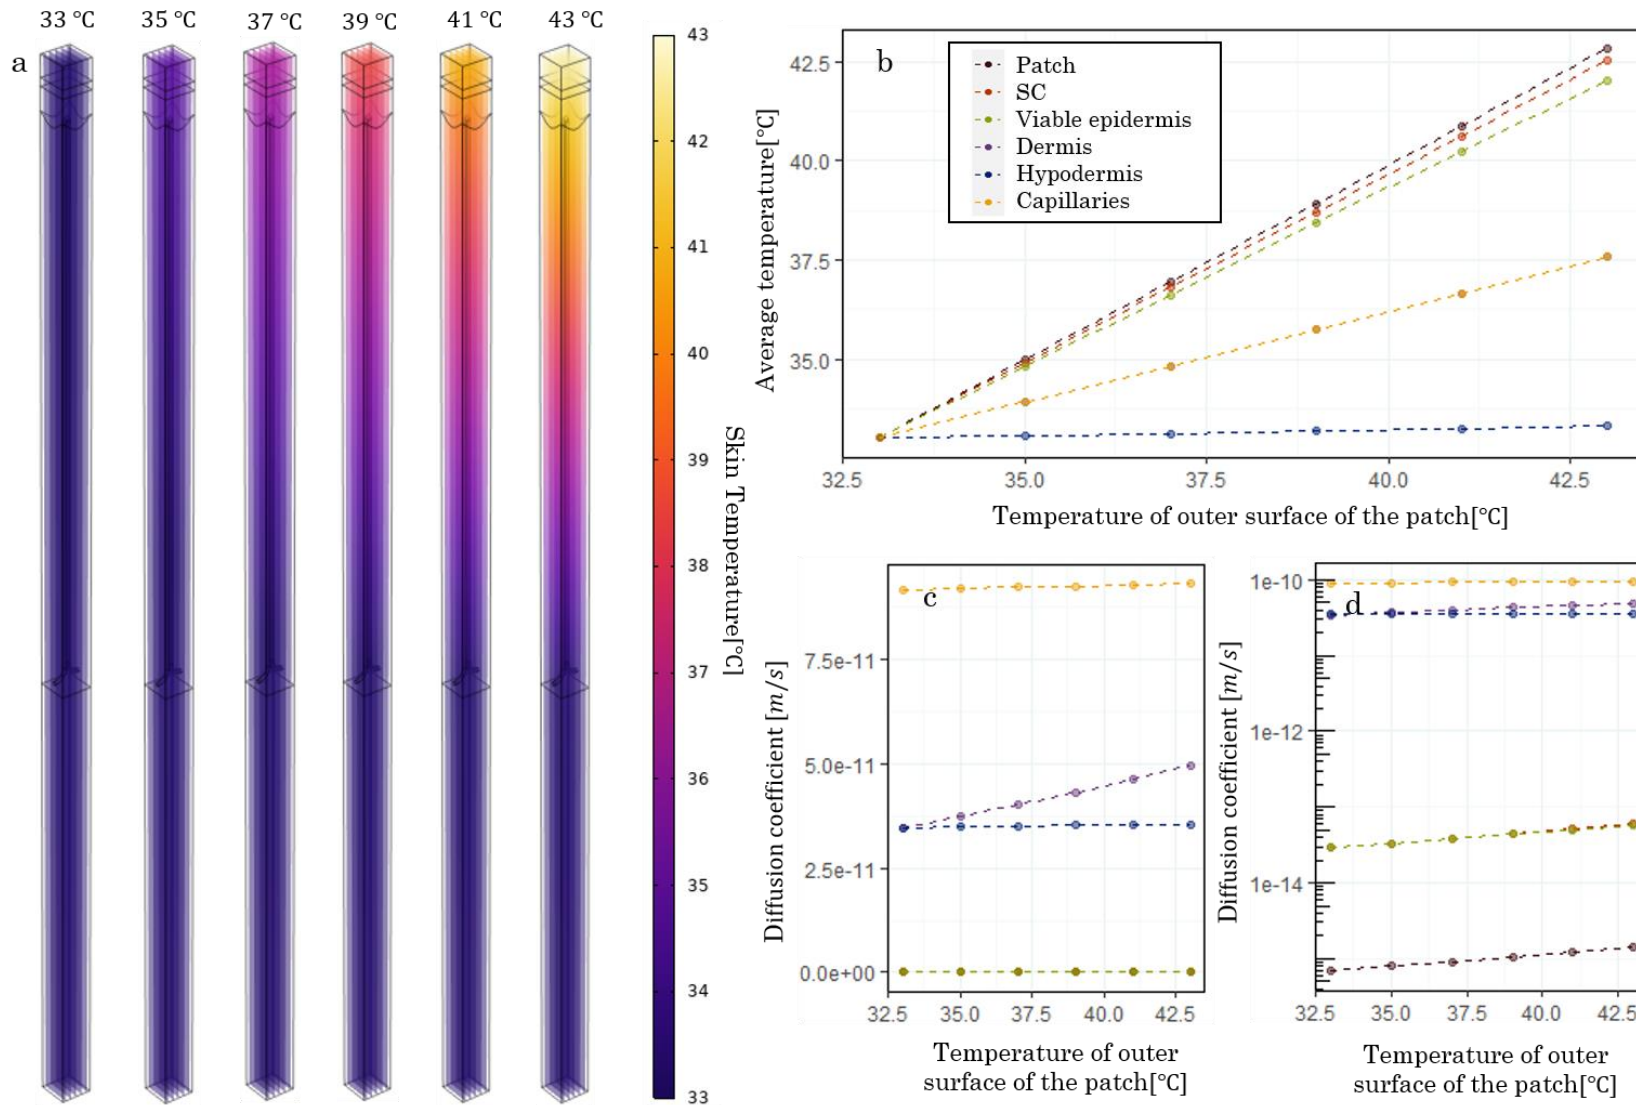 33 °C 35 °C 37 °C 39 °C 41 °C 43 °C
a
43
42
41
40
39
38
37
36
35
34
33
Skin Temperature[°C]
b
Patch
SC
Viable epidermis
Dermis
Hypodermis
Capillaries
Average temperature[°C]
42.5
40.0
37.5
35.0
32.5 35.0 37.5 40.0 42.5
Temperature of outer surface of the patch[°C]
c
Diffusion coefficient [m/s]
7.5e-11
5.0e-11
2.5e-11
0.0e+00
32.5 35.0 37.5 40.0 42.5
Temperature of outer
surface of the patch[°C]
d
Diffusion coefficient [m/s]
1e-10
1e-12
1e-14
32.5 35.0 37.5 40.0 42.5
Temperature of outer
surface of the patch[°C]